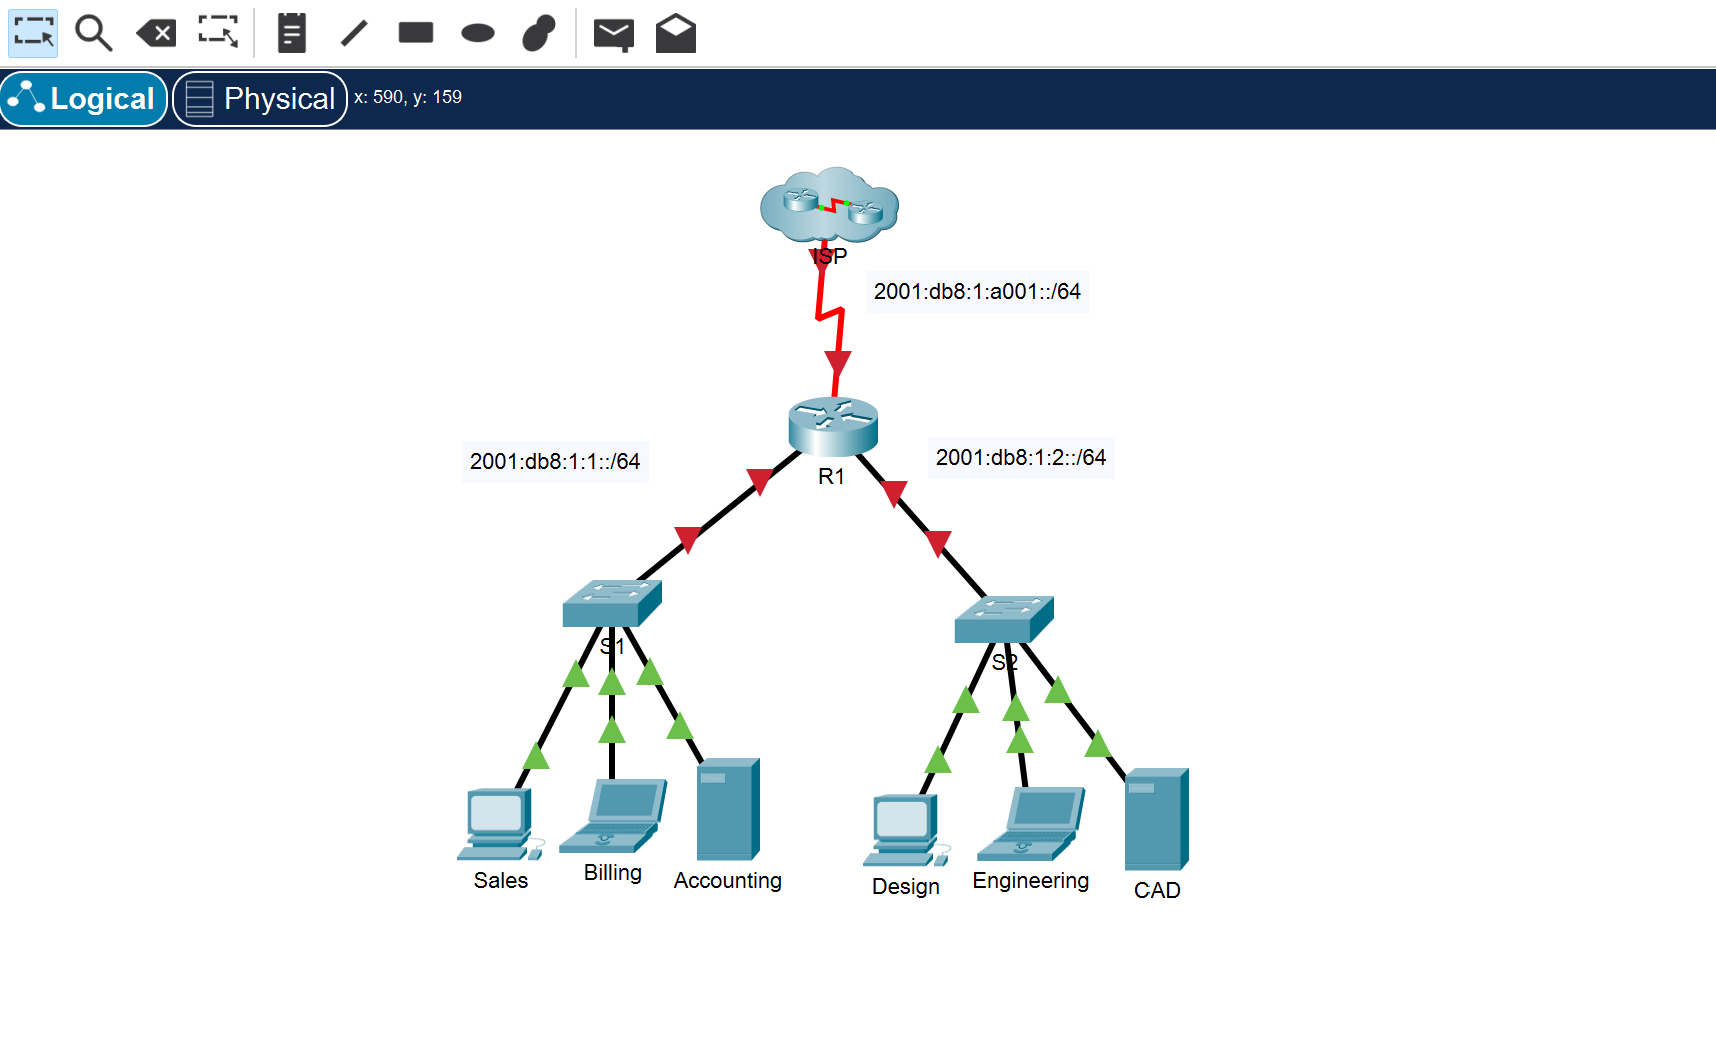 Logical
Physical
x: 590, y: 159
ISP
2001:db8:1:a001::/64
2001:db8:1:1::/64
2001:db8:1:2::/64
R1
S1
S2
Sales
Billing
Accounting
Design
Engineering
CAD